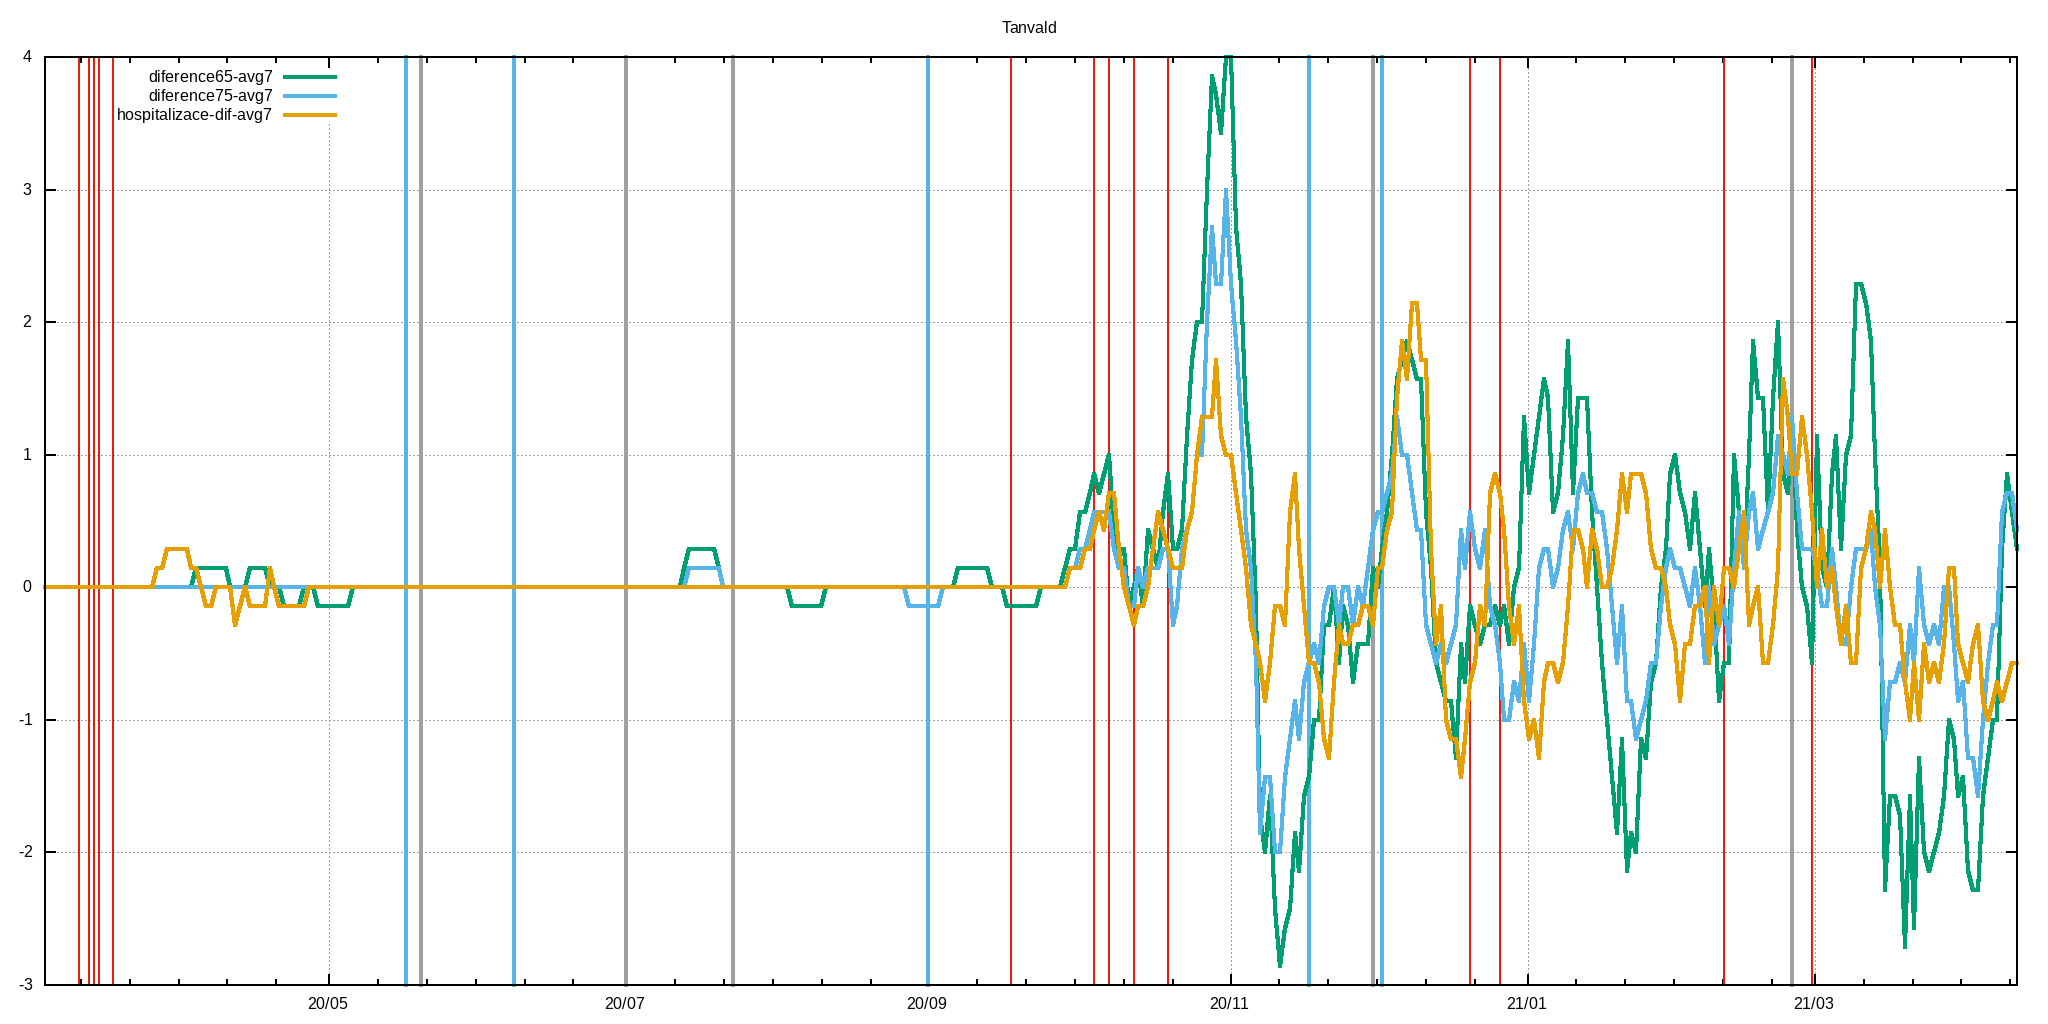 Tanvald
4
diference65-avg7
diference75-avg7
hospitalizace-dif-avg7
3
2
1
0
-1
-2
-3
20/05 20/07 20/09 20/11 21/01 21/03